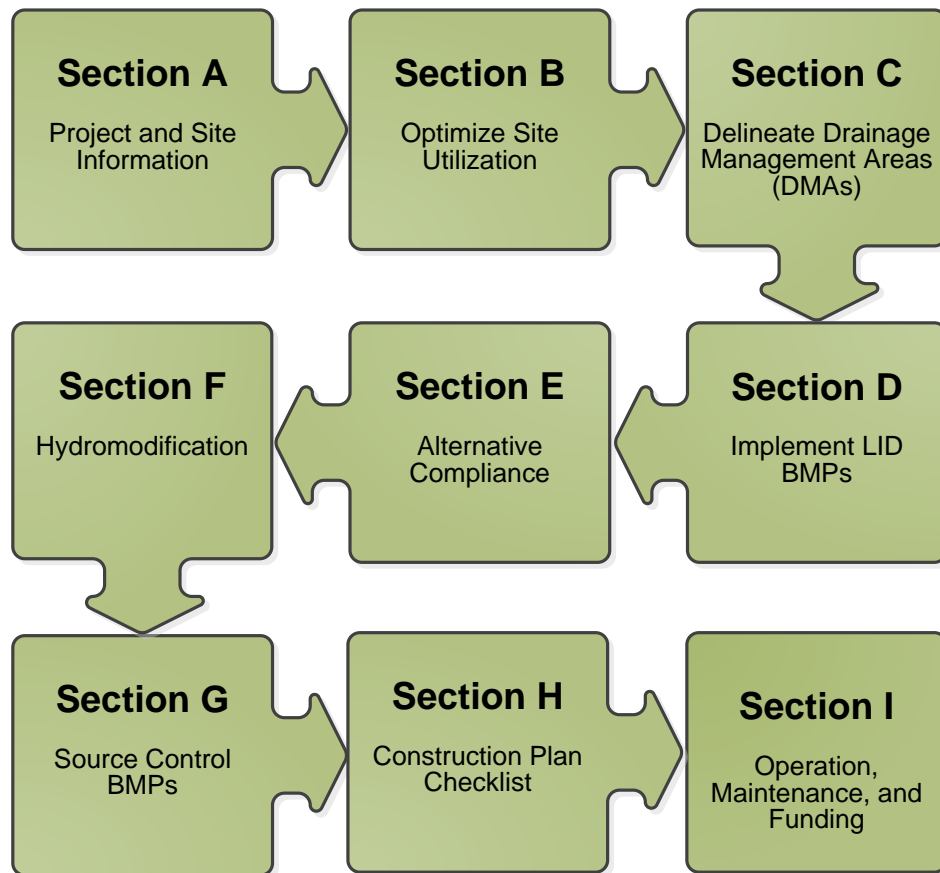 Section A
Project and Site
Information
Section B
Optimize Site
Utilization
Section C
Delineate Drainage
Management Areas
(DMAs)
Section D
Implement LID
BMPs
Section E
Alternative
Compliance
Section F
Hydromodification
Section G
Source Control
BMPs
Section H
Construction Plan
Checklist
Section I
Operation,
Maintenance, and
Funding